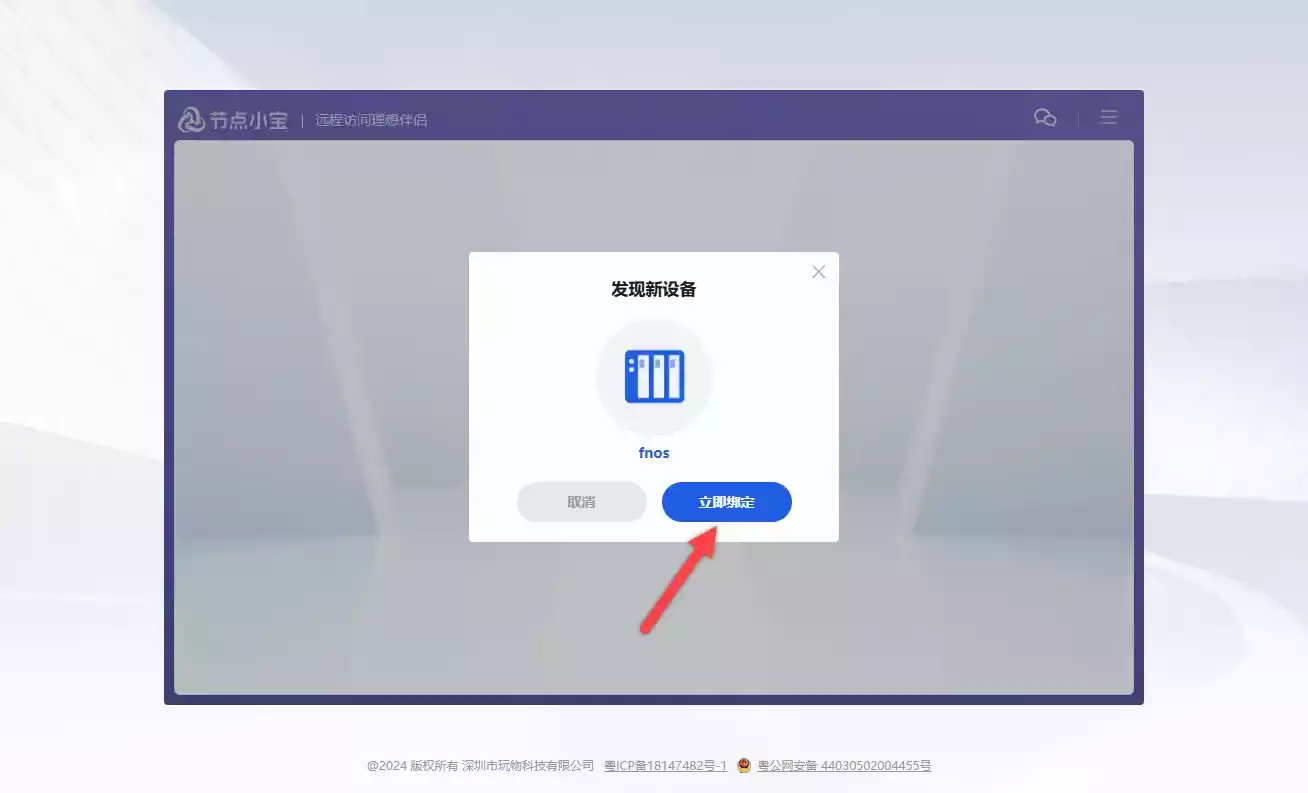 节点小宝 | 远程访问理想伴侣
发现新设备
fnos
取消 立即绑定
@2024 版权所有 深圳市玩物科技有限公司 粤ICP备18147482号-1 粤公网安备 44030502004455号